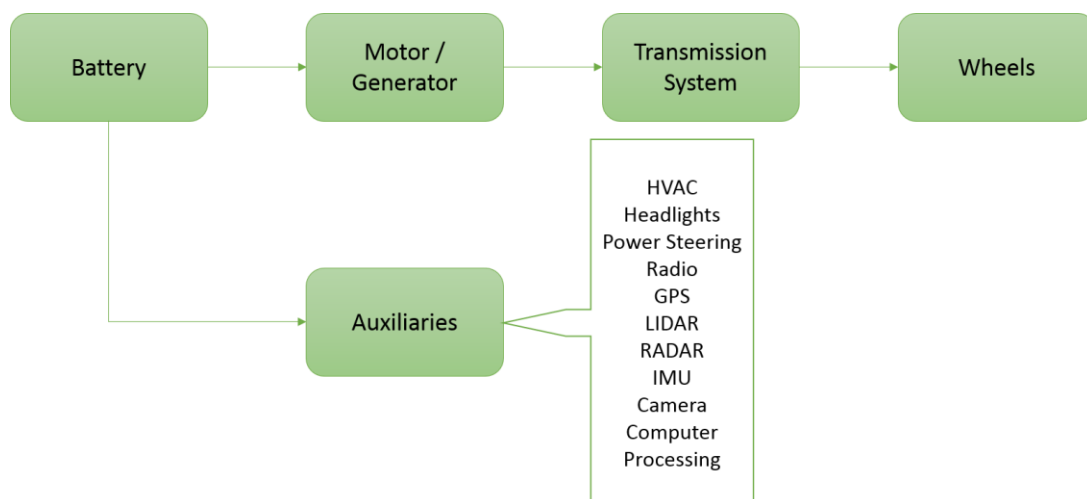 Battery
Motor /
Generator
Transmission
System
Wheels
Auxiliaries
HVAC
Headlights
Power Steering
Radio
GPS
LIDAR
RADAR
IMU
Camera
Computer
Processing